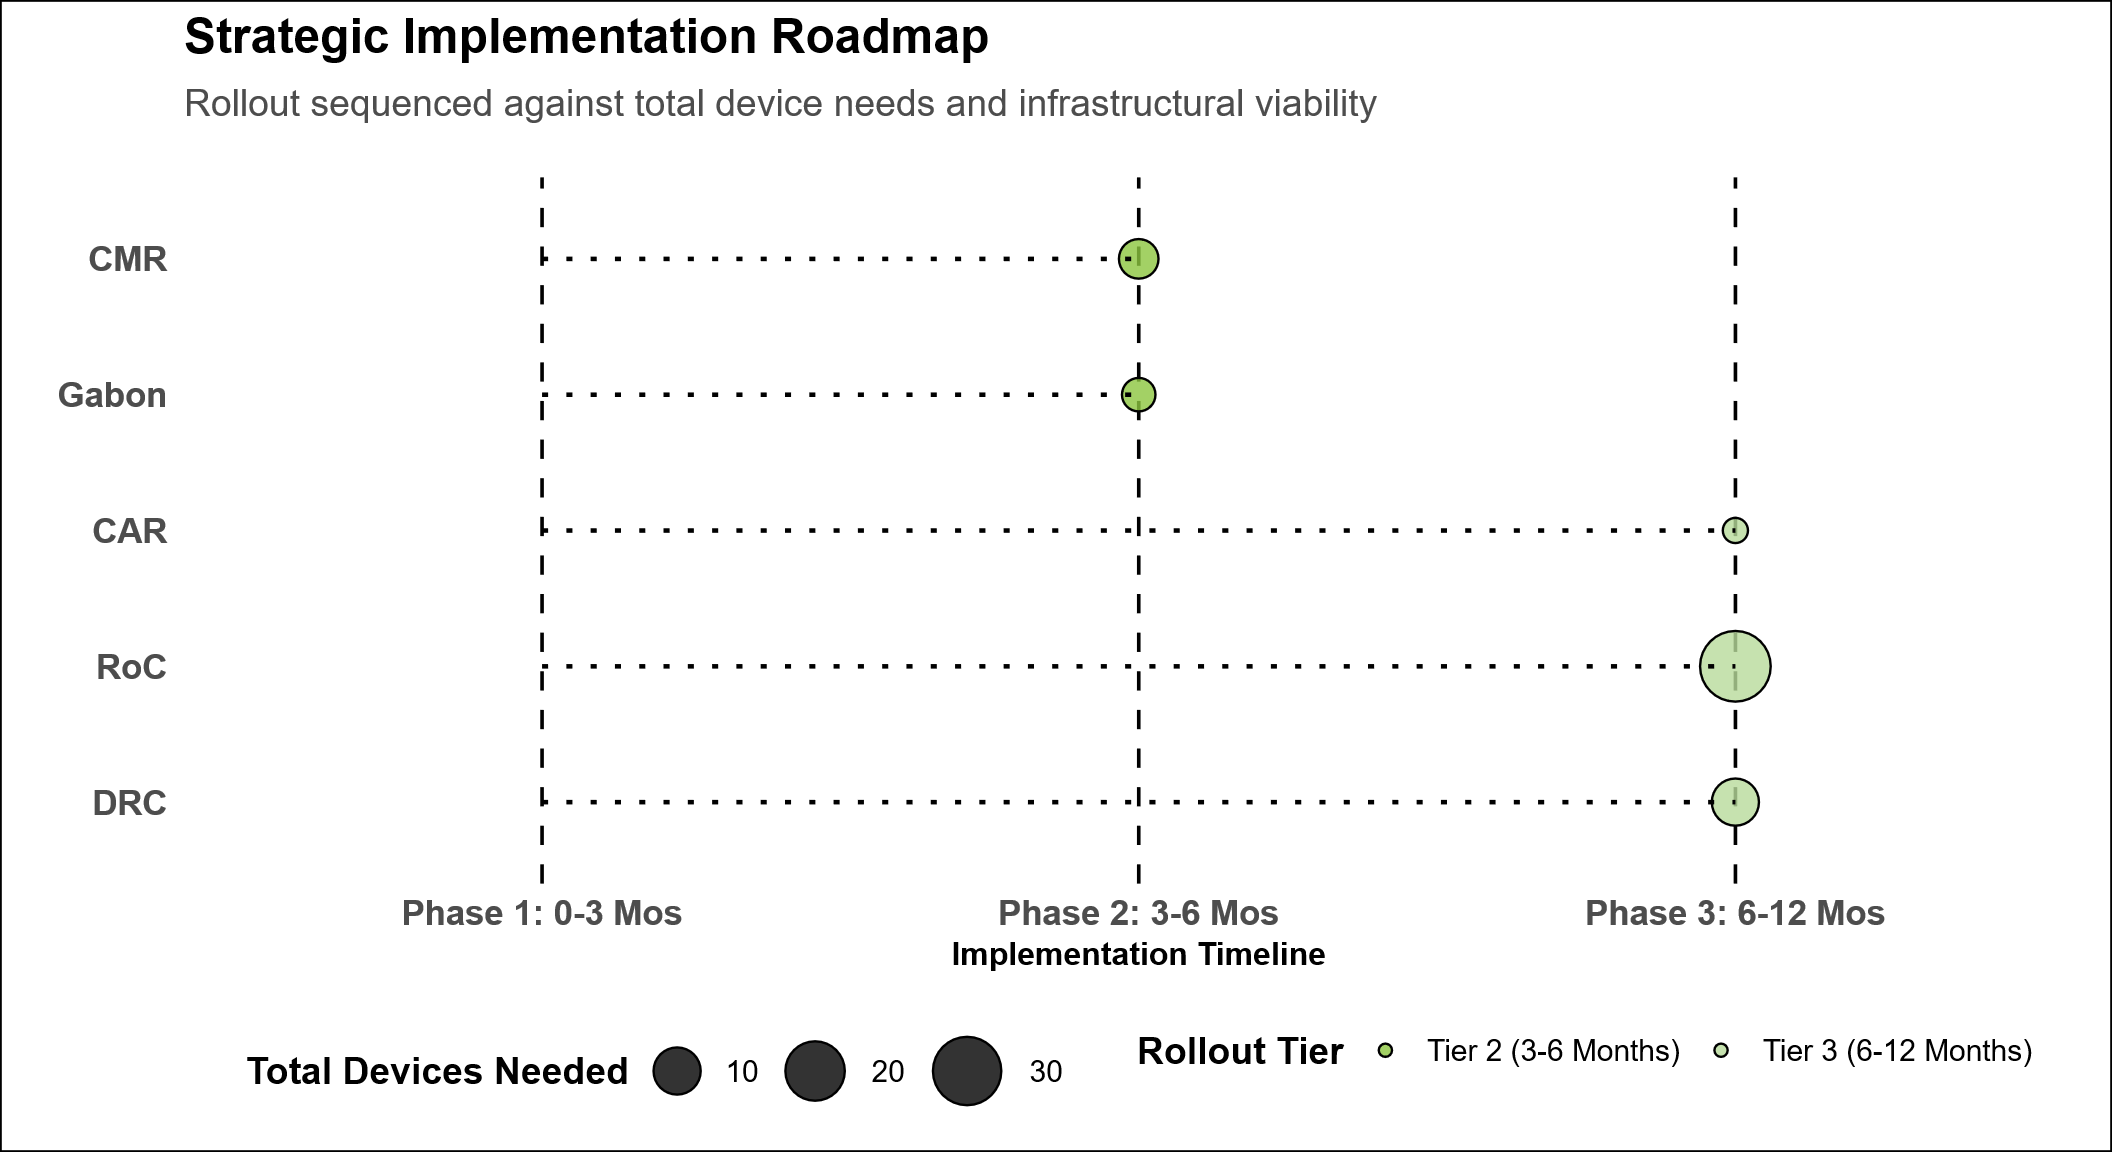 Strategic Implementation Roadmap
Rollout sequenced against total device needs and infrastructural viability
CMR
Gabon
CAR
RoC
DRC
Phase 1: 0-3 Mos
Phase 2: 3-6 Mos
Phase 3: 6-12 Mos
Implementation Timeline
Total Devices Needed 10 20 30
Rollout Tier Tier 2 (3-6 Months) Tier 3 (6-12 Months)